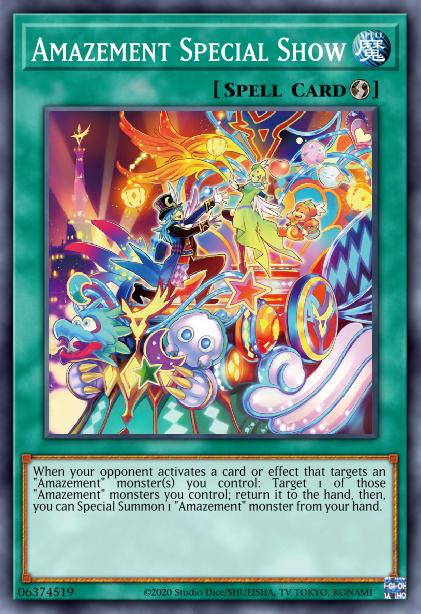 AMAZEMENT SPECIAL SHOW
SPELL
魔
[SPELL CARD]
When your opponent activates a card or effect that targets an
"Amazement" monster(s) you control: Target 1 of those
"Amazement" monsters you control; return it to the hand, then,
you can Special Summon 1 "Amazement" monster from your hand.
06374519
©2020 Studio Dice/SHUEISHA, TV TOKYO, KONAMI